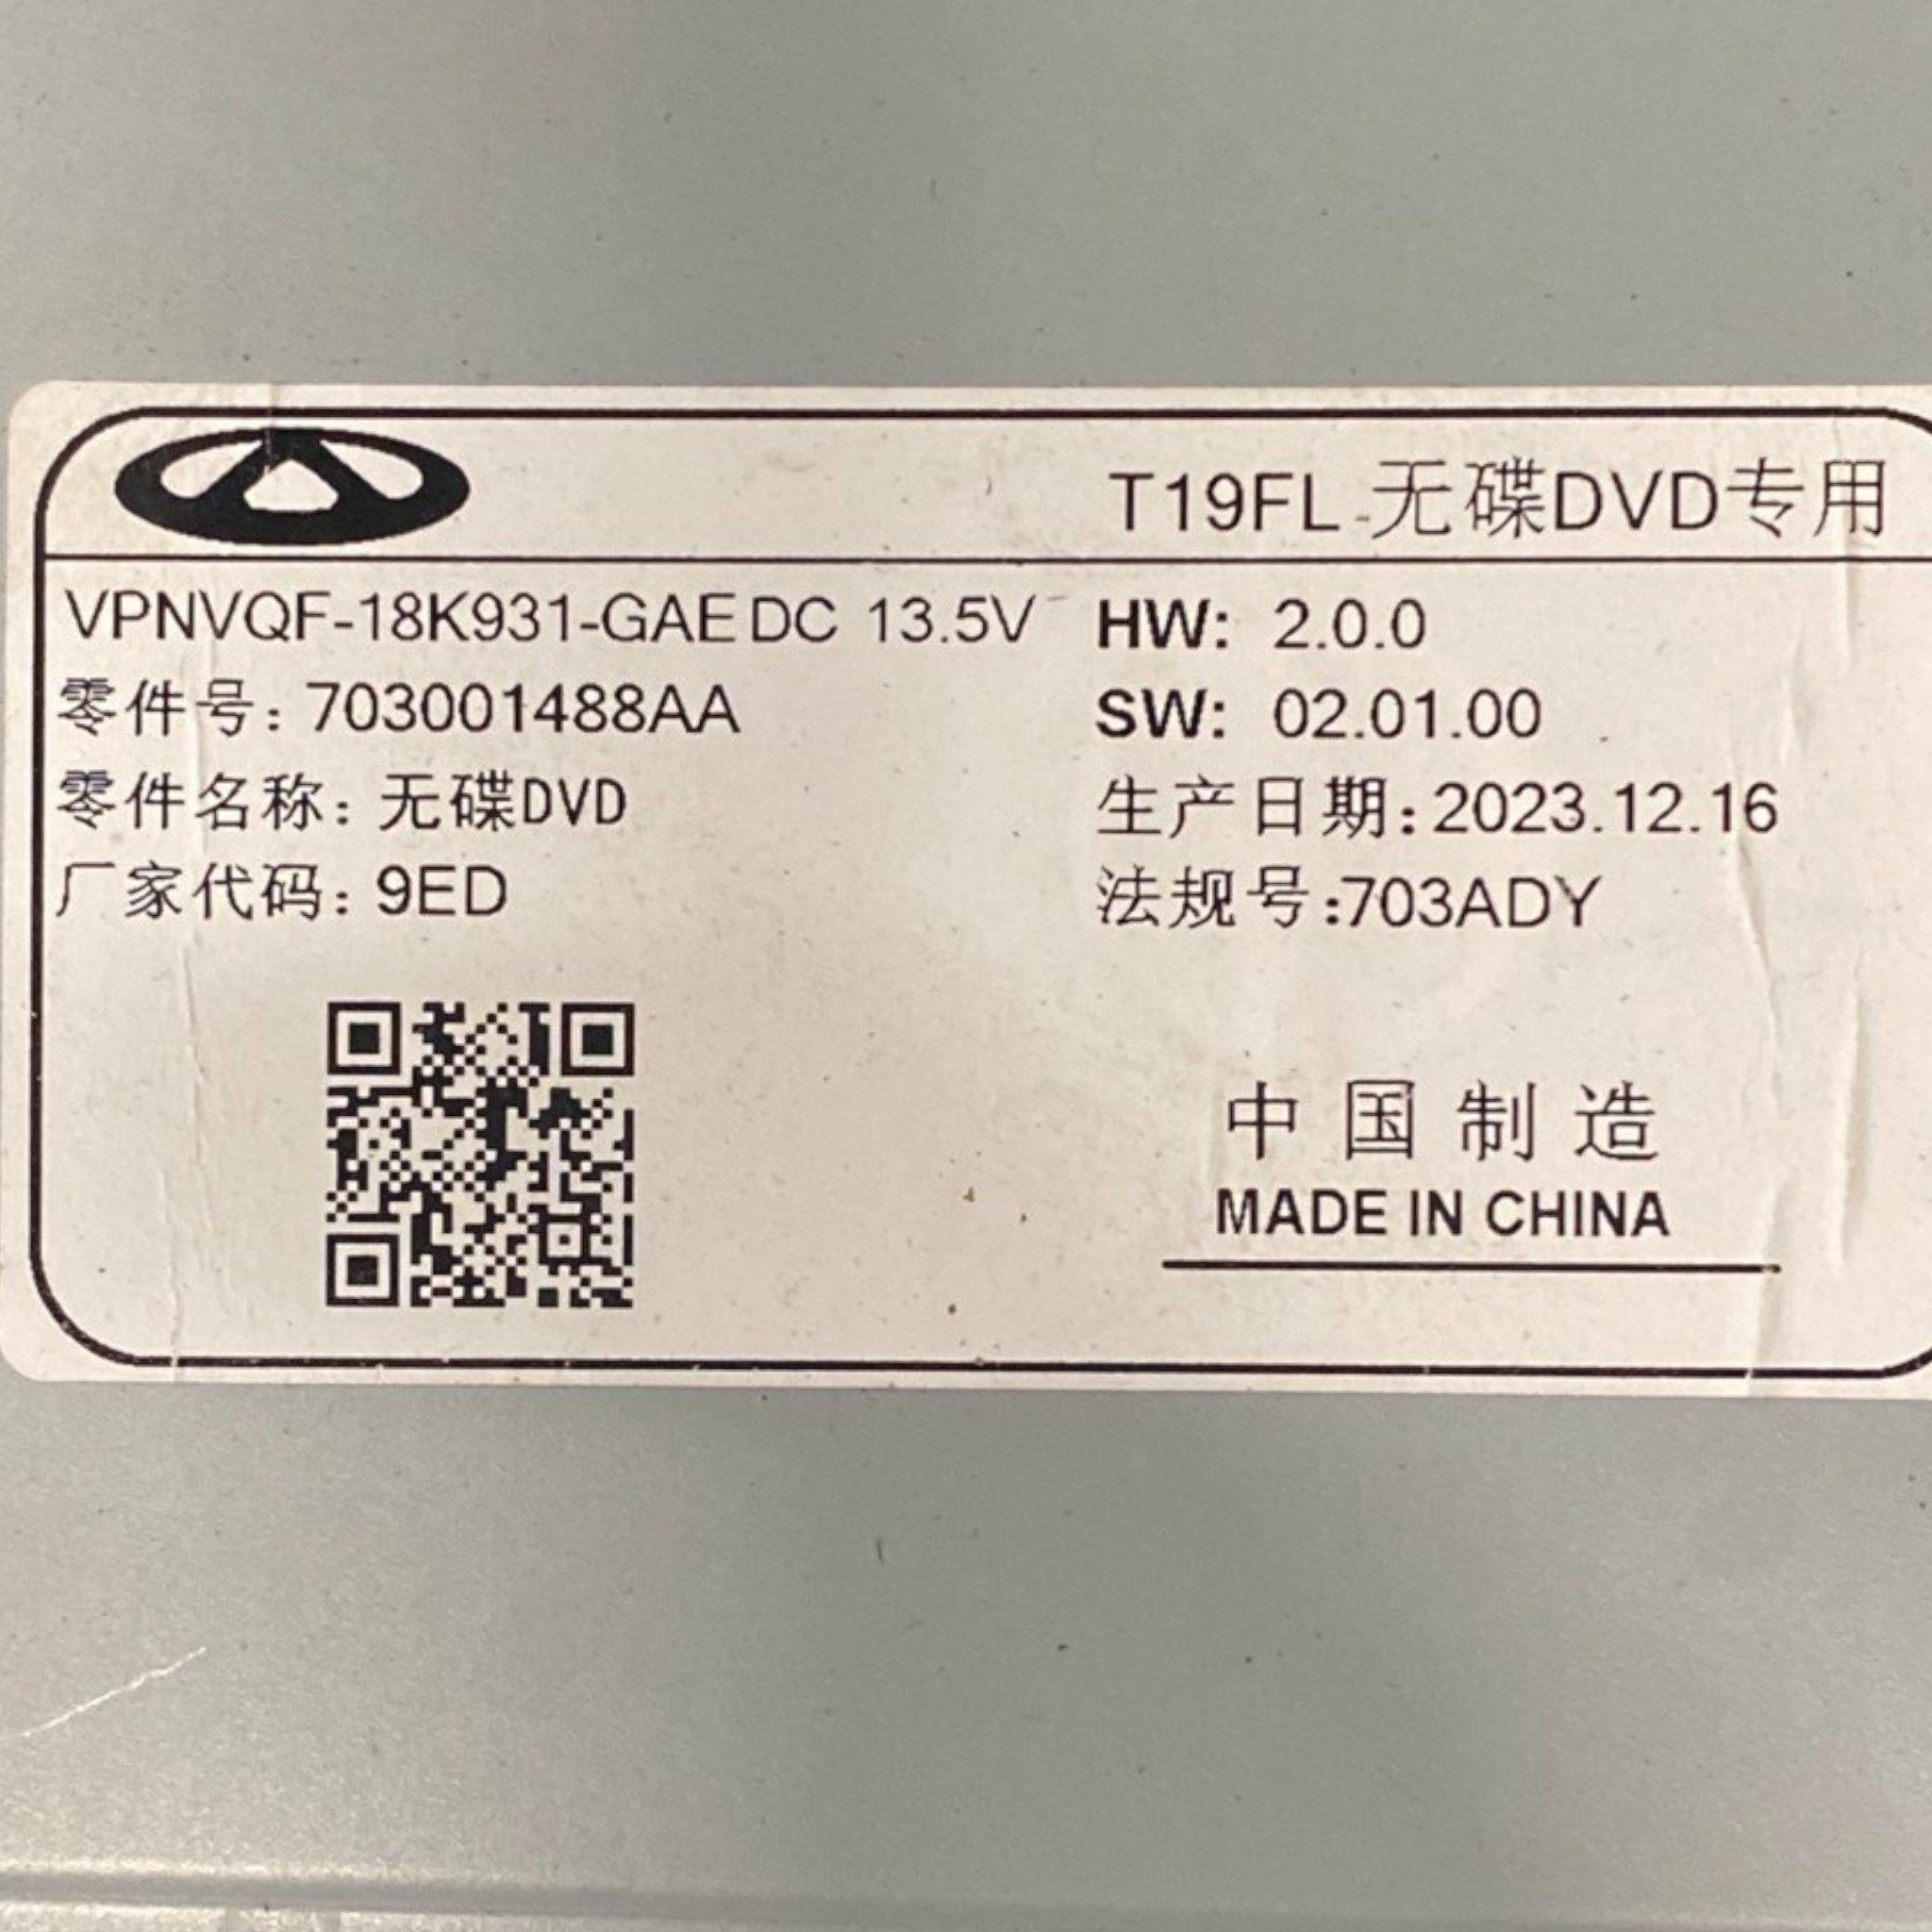 T19FL 无碟DVD专用
VPNVQF-18K931-GAE DC 13.5V
零件号: 703001488AA
零件名称: 无碟DVD
厂家代码: 9ED
HW: 2.0.0
SW: 02.01.00
生产日期:2023.12.16
法规号:703ADY
中国制造
MADE IN CHINA